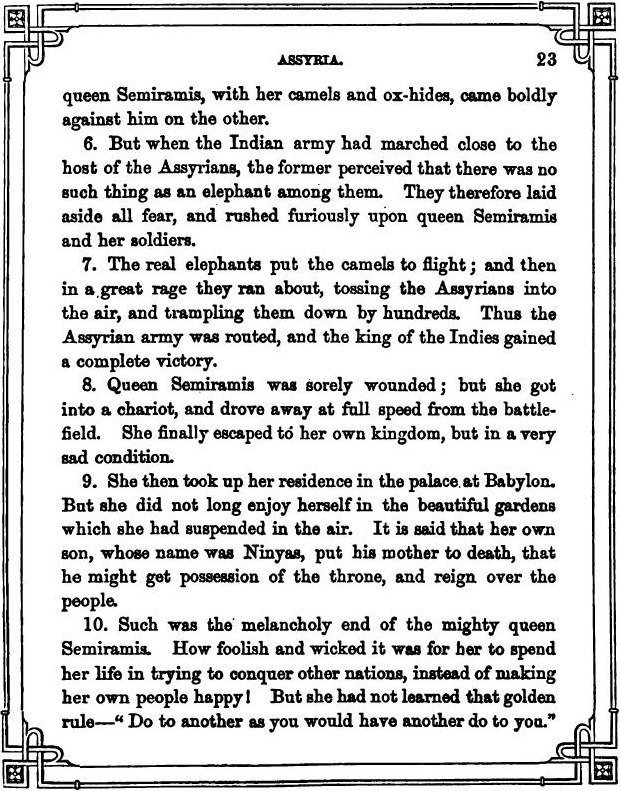 ASSYRIA. 23
queen Semiramis, with her camels and ox-hides, came boldly
against him on the other.
6. But when the Indian army had marched close to the
host of the Assyrians, the former perceived that there was no
such thing as an elephant among them. They therefore laid
aside all fear, and rushed furiously upon queen Semiramis
and her soldiers.
7. The real elephants put the camels to flight; and then
in a great rage they ran about, tossing the Assyrians into
the air, and trampling them down by hundreds. Thus the
Assyrian army was routed, and the king of the Indies gained
a complete victory.
8. Queen Semiramis was sorely wounded; but she got
into a chariot, and drove away at full speed from the battle-
field. She finally escaped to her own kingdom, but in a very
sad condition.
9. She then took up her residence in the palace at Babylon.
But she did not long enjoy herself in the beautiful gardens
which she had suspended in the air. It is said that her own
son, whose name was Ninyas, put his mother to death, that
he might get possession of the throne, and reign over the
people.
10. Such was the melancholy end of the mighty queen
Semiramis. How foolish and wicked it was for her to spend
her life in trying to conquer other nations, instead of making
her own people happy! But she had not learned that golden
rule—“ Do to another as you would have another do to you.”